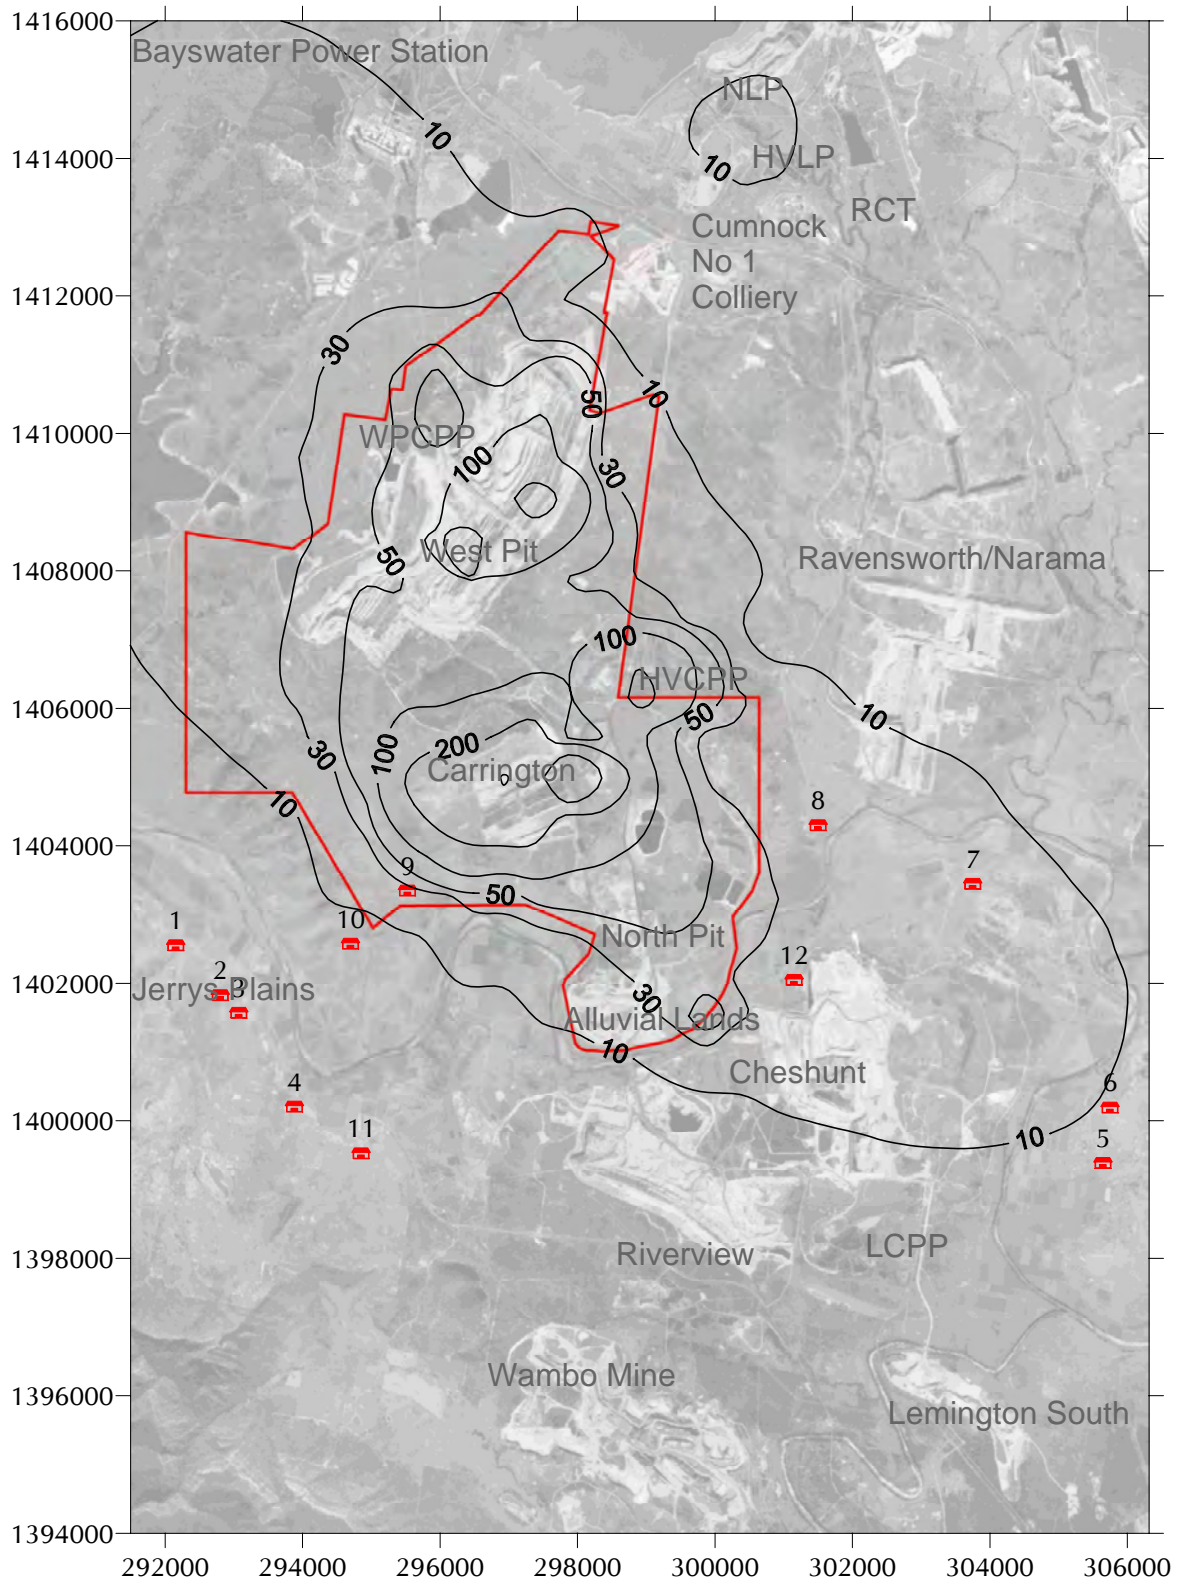 1416000
Bayswater Power Station
NLP
10
HVLP
10
1414000
RCT
Cumnock
No 1
Colliery
1412000
30
10
50
1410000
WPCPP
100
30
50
West Pit
Ravensworth/Narama
1408000
100
HVCPP
1406000
50
10
200
100
30
Carrington
10
8
1404000
9
7
50
1
10
North Pit
12
2
3
1402000
Jerrys Plains
30
Alluvial Lands
10
Cheshunt
4
6
1400000
11
10
5
Riverview
LCPP
1398000
Wambo Mine
1396000
Lemington South
1394000
292000 294000 296000 298000 300000 302000 304000 306000